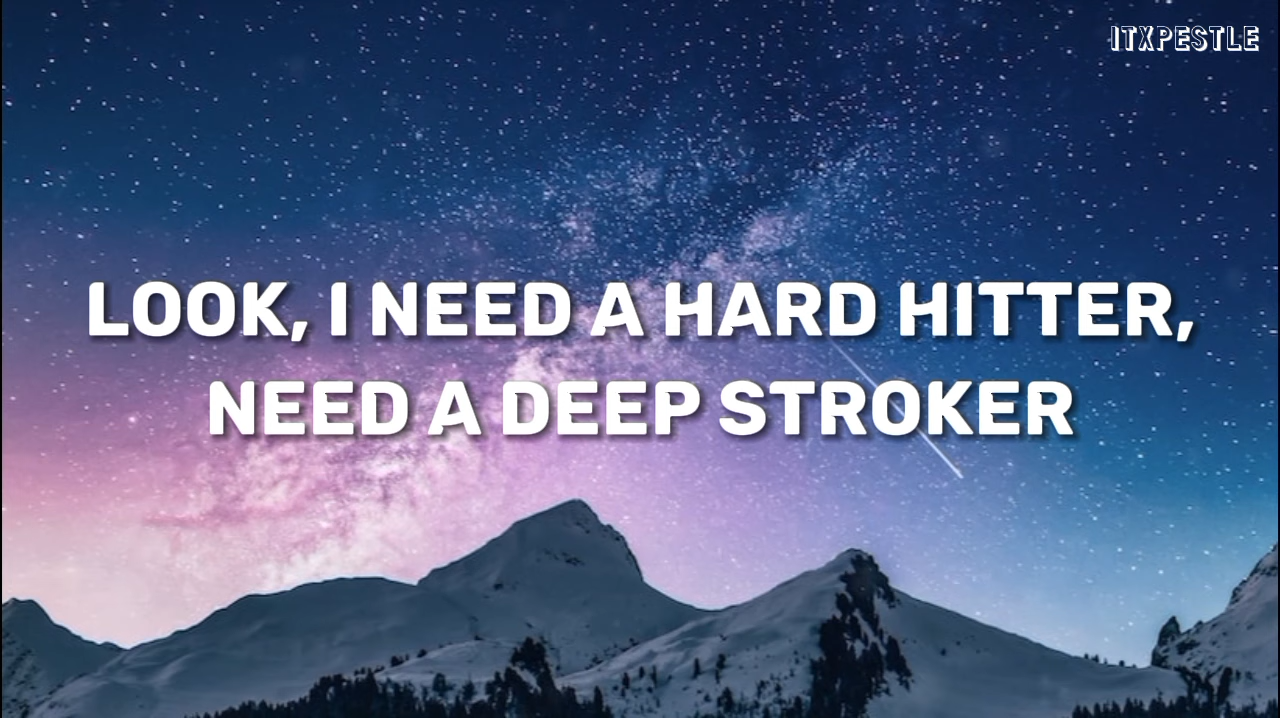 ITXPESTLE
LOOK, I NEED A HARD HITTER,
NEED A DEEP STROKER